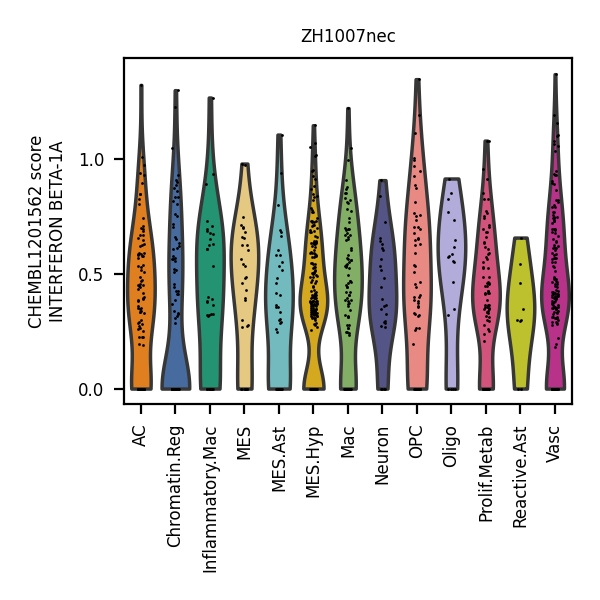 ZH1007nec
CHEMBL1201562 score
INTERFERON BETA-1A
1.0
0.5
0.0
AC
Chromatin.Reg
Inflammatory.Mac
MES
MES.Ast
MES.Hyp
Mac
Neuron
OPC
Oligo
Prolif.Metab
Reactive.Ast
Vasc